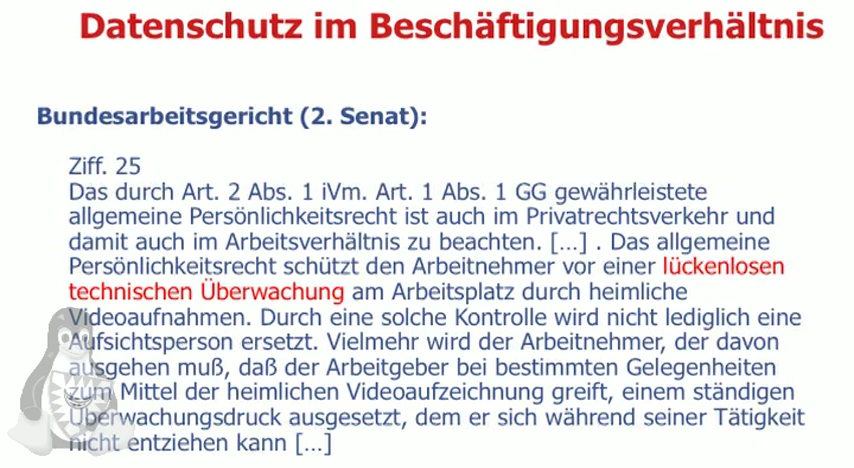 Datenschutz im Beschäftigungsverhältnis
Bundesarbeitsgericht (2. Senat):
Ziff. 25
Das durch Art. 2 Abs. 1 iVm. Art. 1 Abs. 1 GG gewährleistete
allgemeine Persönlichkeitsrecht ist auch im Privatrechtsverkehr und
damit auch im Arbeitsverhältnis zu beachten. […] . Das allgemeine
Persönlichkeitsrecht schützt den Arbeitnehmer vor einer lückenlosen
technischen Überwachung am Arbeitsplatz durch heimliche
Videoaufnahmen. Durch eine solche Kontrolle wird nicht lediglich eine
Aufsichtsperson ersetzt. Vielmehr wird der Arbeitnehmer, der davon
ausgehen muß, daß der Arbeitgeber bei bestimmten Gelegenheiten
zum Mittel der heimlichen Videoaufzeichnung greift, einem ständigen
Überwachungsdruck ausgesetzt, dem er sich während seiner Tätigkeit
nicht entziehen kann […]